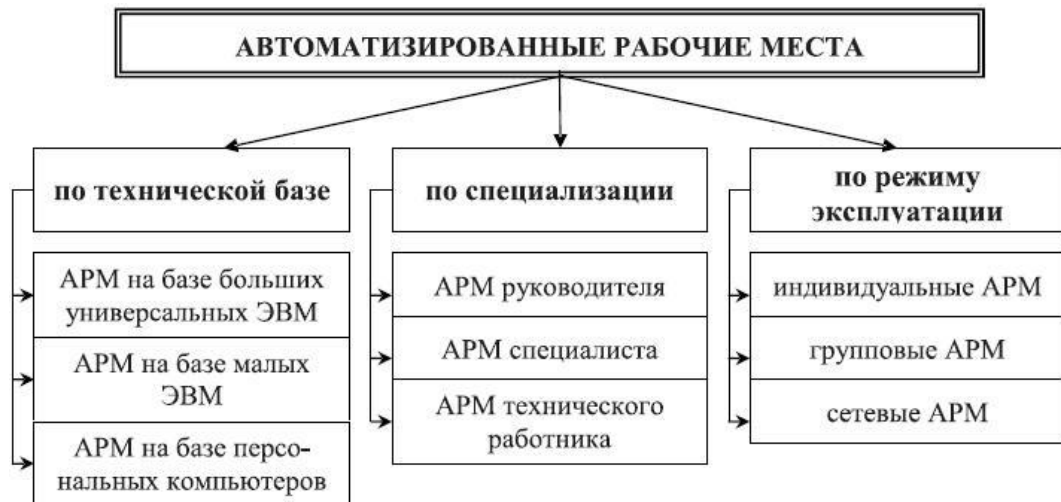 АВТОМАТИЗИРОВАННЫЕ РАБОЧИЕ МЕСТА
по технической базе
АРМ на базе больших
универсальных ЭВМ
АРМ на базе малых
ЭВМ
АРМ на базе персо-
нальных компьютеров
по специализации
АРМ руководителя
АРМ специалиста
АРМ технического
работника
по режиму
эксплуатации
индивидуальные АРМ
групповые АРМ
сетевые АРМ